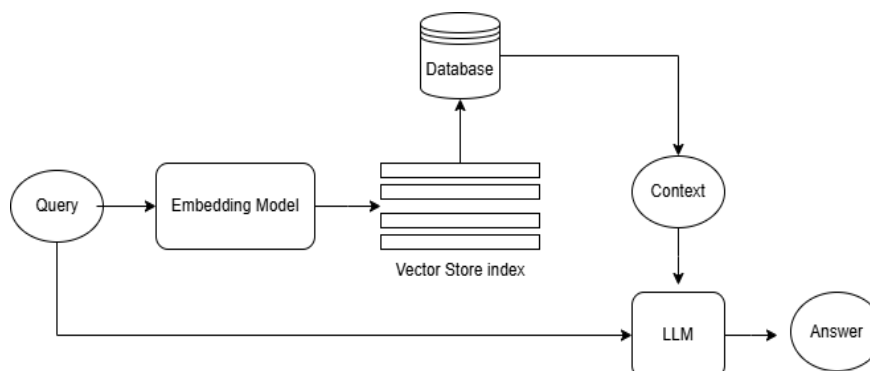 Database
Query
Embedding Model
Context
Vector Store index
LLM
Answer